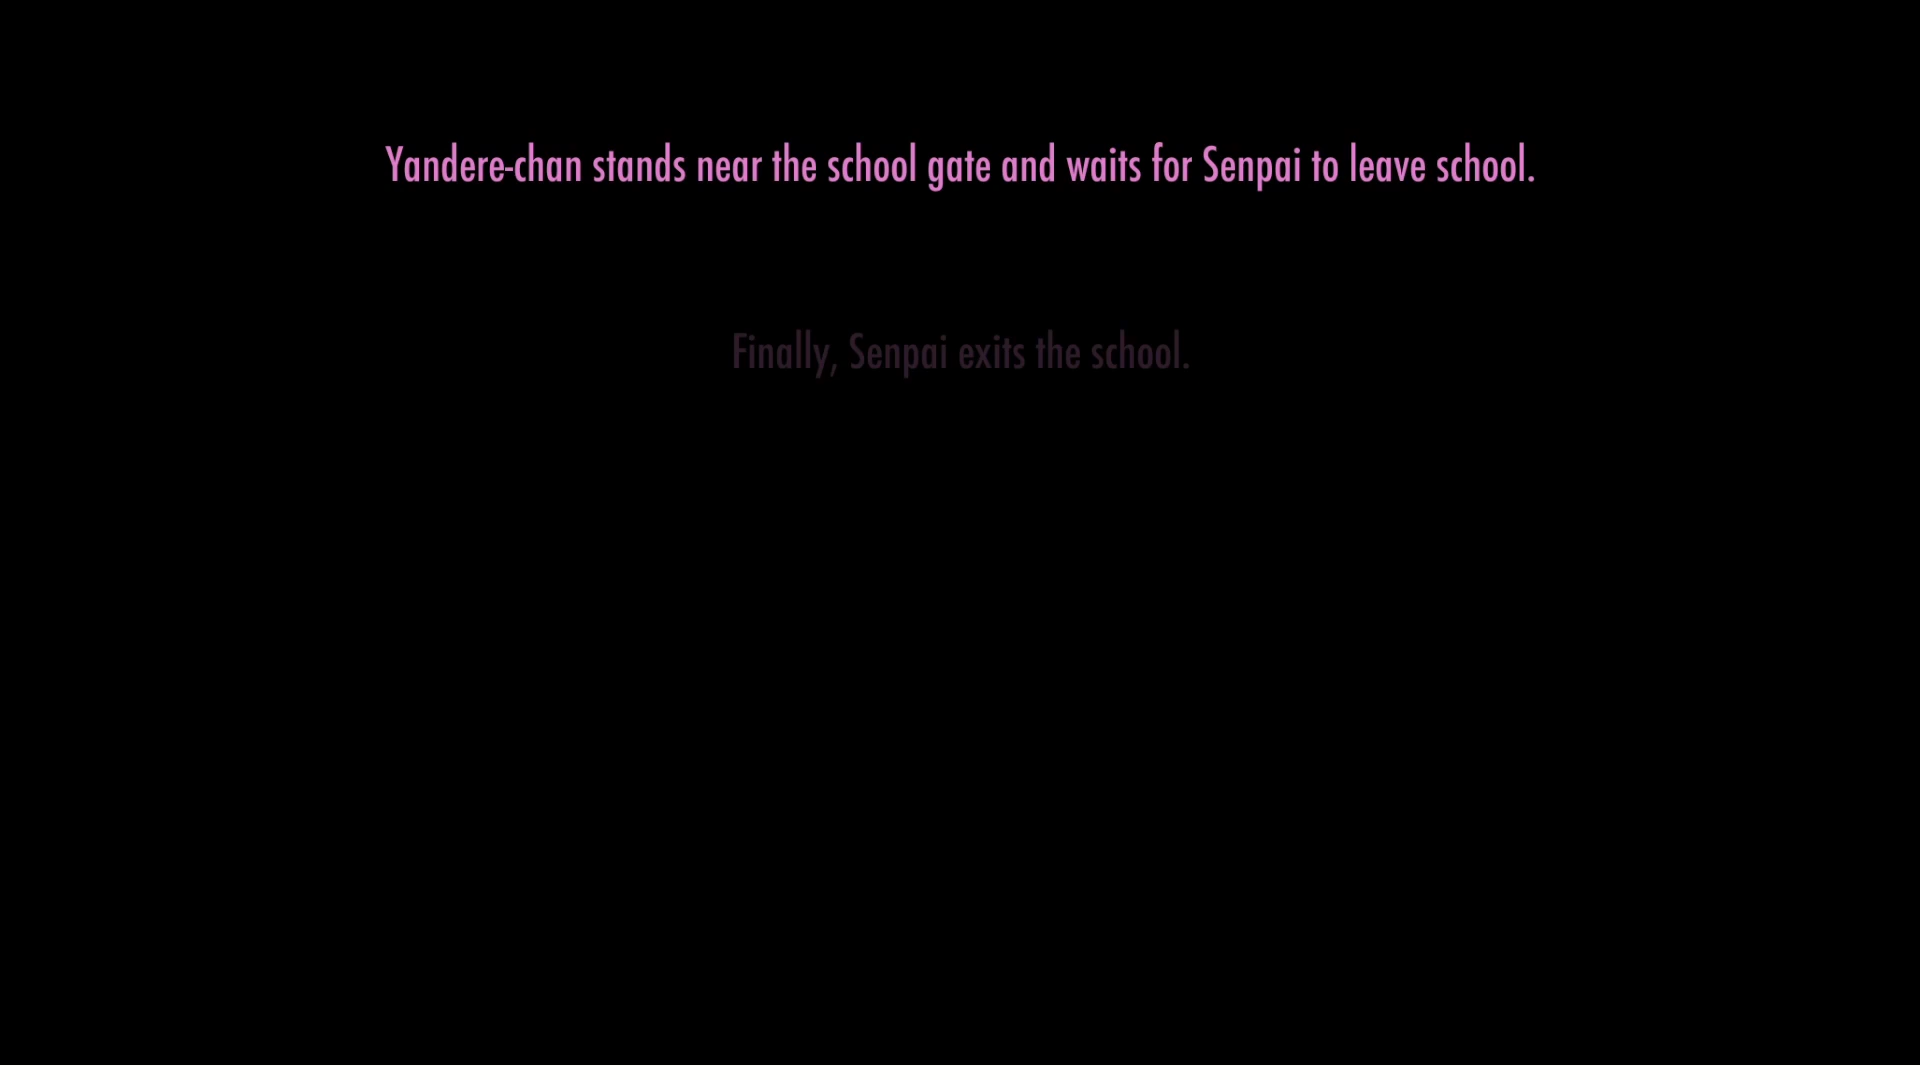 Yandere-chan stands near the school gate and waits for Senpai to leave school.
Finally, Senpai exits the school.